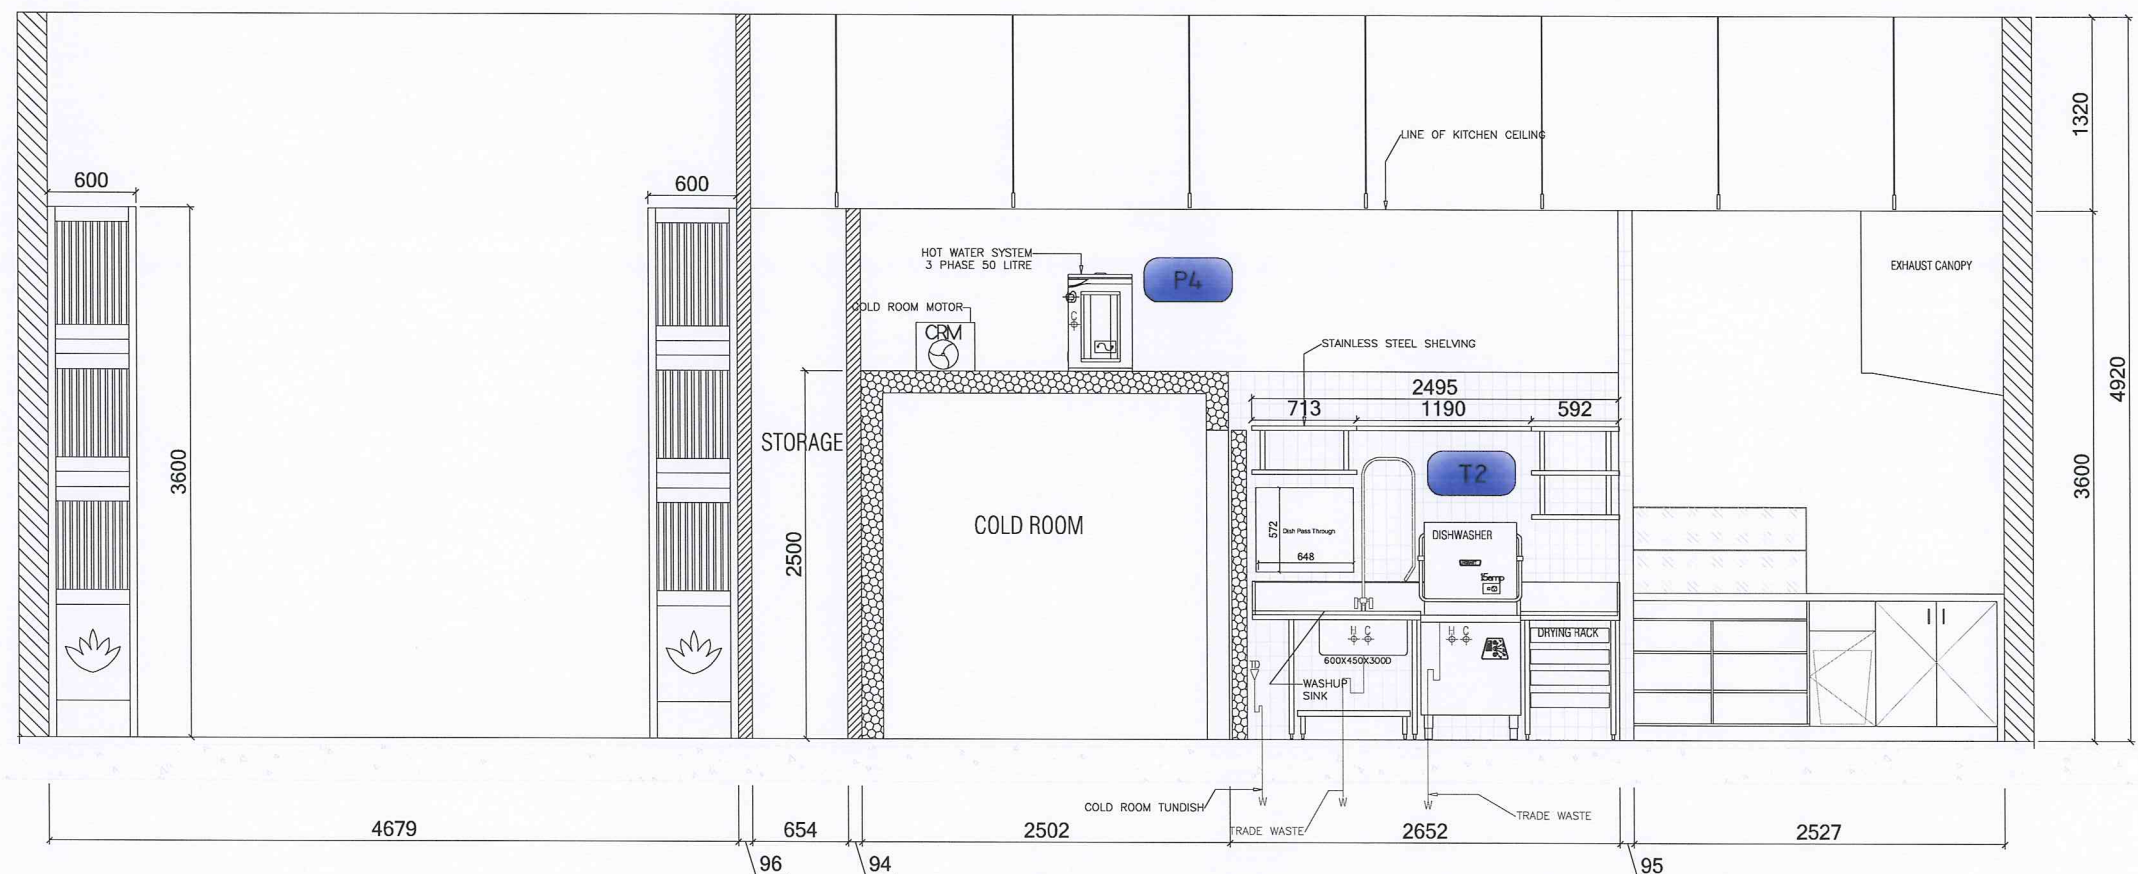 1320
LINE OF KITCHEN CEILING
600
600
HOT WATER SYSTEM
3 PHASE 50 LITRE
P4
EXHAUST CANOPY
COLD ROOM MOTOR
CRM
C
STAINLESS STEEL SHELVING
4920
2495
713 1190 592
STORAGE
3600
3600
T2
COLD ROOM
572
Dish Pass Through
648
DISHWASHER
15amp
2500
H C
H C
DRYING RACK
600X450X300D
TD
WASHUP
SINK
W
W
W
COLD ROOM TUNDISH
TRADE WASTE
TRADE WASTE
4679
654
2502
2652
2527
96
94
95